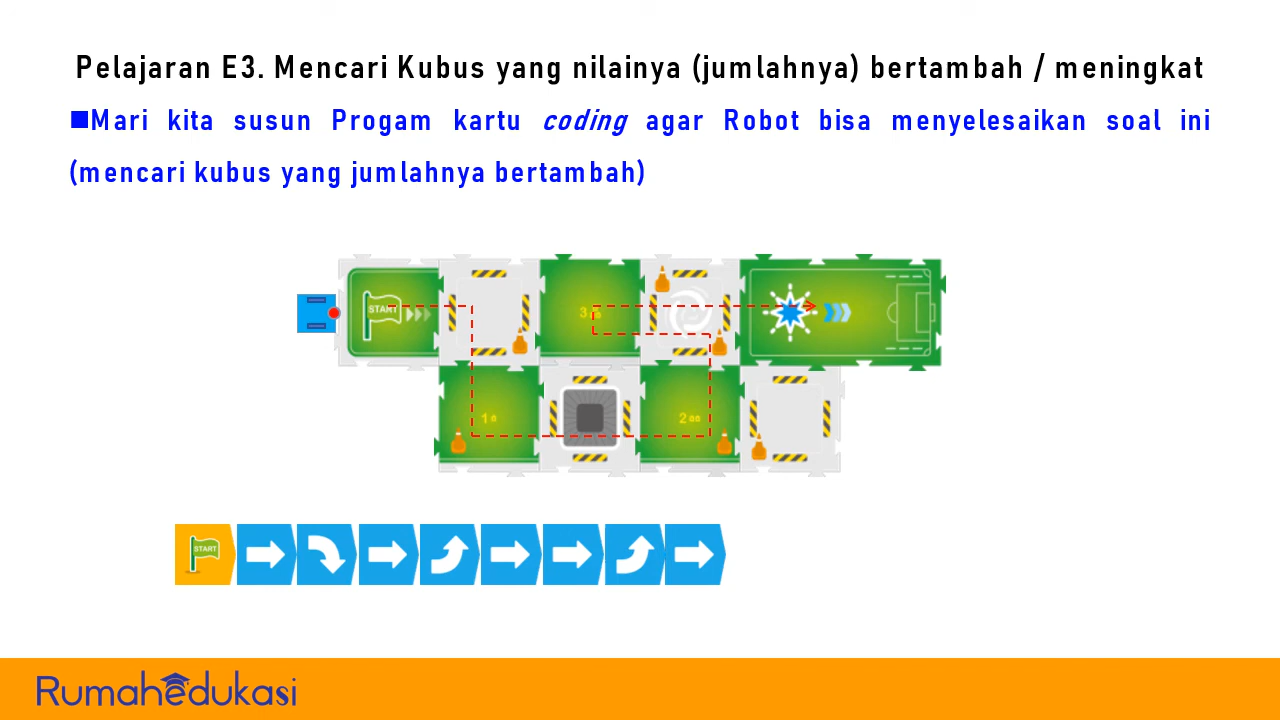 Pelajaran E3. Mencari Kubus yang nilainya (jumlahnya) bertambah / meningkat
Mari kita susun Progam kartu coding agar Robot bisa menyelesaikan soal ini
(mencari kubus yang jumlahnya bertambah)
START
3
1
2
START
Rumahedukasi